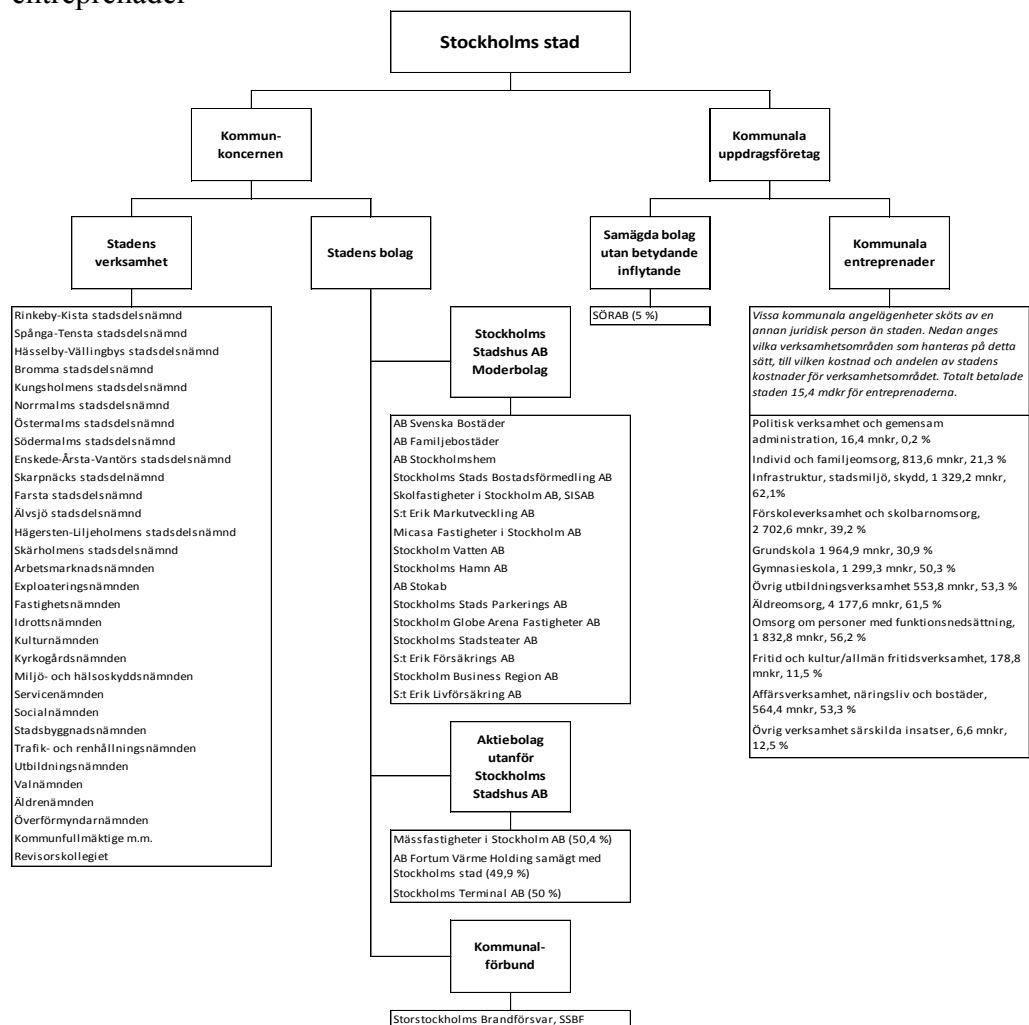 entreprenader
Stockholms stad
Kommun-
koncernen
Kommunala
uppdragsföretag
Stadens
verksamhet
Stadens bolag
Samägda bolag
utan betydande
inflytande
Kommunala
entreprenader
Rinkeby-Kista stadsdelsnämnd
Spånga-Tensta stadsdelsnämnd
Hässelby-Vällingbys stadsdelsnämnd
Bromma stadsdelsnämnd
Kungsholmens stadsdelsnämnd
Norrmalms stadsdelsnämnd
Östermalms stadsdelsnämnd
Södermalms stadsdelsnämnd
Enskede-Årsta-Vantörs stadsdelsnämnd
Skarpnäcks stadsdelnämnd
Farsta stadsdelsnämnd
Älvsjö stadsdelsnämnd
Hägersten-Liljeholmens stadsdelsnämnd
Skärholmens stadsdelsnämnd
Arbetsmarknadsnämnden
Exploateringsnämnden
Fastighetsnämnden
Idrottsnämnden
Kulturnämnden
Kyrkogårdsnämnden
Miljö- och hälsoskyddsnämnden
Servicenämnden
Socialnämnden
Stadsbyggnadsnämnden
Trafik- och renhållningsnämnden
Utbildningsnämnden
Valnämnden
Äldrenämnden
Överförmyndarnämnden
Kommunfullmäktige m.m.
Revisorskollegiet
Stockholms
Stadshus AB
Moderbolag
AB Svenska Bostäder
AB Familjebostäder
AB Stockholmshem
Stockholms Stads Bostadsförmedling AB
Skolfastigheter i Stockholm AB, SISAB
S:t Erik Markutveckling AB
Micasa Fastigheter i Stockholm AB
Stockholm Vatten AB
Stockholms Hamn AB
AB Stokab
Stockholms Stads Parkerings AB
Stockholm Globe Arena Fastigheter AB
Stockholms Stadsteater AB
S:t Erik Försäkrings AB
Stockholm Business Region AB
S:t Erik Livförsäkring AB
Aktiebolag
utanför
Stockholms
Stadshus AB
Mässfastigheter i Stockholm AB (50,4 %)
AB Fortum Värme Holding samägt med
Stockholms stad (49,9 %)
Stockholms Terminal AB (50 %)
Kommunal-
förbund
Storstockholms Brandförsvar, SSBF
SÖRAB (5 %)
Vissa kommunala angelägenheter sköts av en
annan juridisk person än staden. Nedan anges
vilka verksamhetsområden som hanteras på detta
sätt, till vilken kostnad och andelen av stadens
kostnader för verksamhetsområdet. Totalt betalade
staden 15,4 mdkr för entreprenaderna.
Politisk verksamhet och gemensam
administration, 16,4 mnkr, 0,2 %
Individ och familjeomsorg, 813,6 mnkr, 21,3 %
Infrastruktur, stadsmiljö, skydd, 1 329,2 mnkr,
62,1%
Förskoleverksamhet och skolbarnomsorg,
2 702,6 mnkr, 39,2 %
Grundskola 1 964,9 mnkr, 30,9 %
Gymnasieskola, 1 299,3 mnkr, 50,3 %
Övrig utbildningsverksamhet 553,8 mnkr, 53,3 %
Äldreomsorg, 4 177,6 mnkr, 61,5 %
Omsorg om personer med funktionsnedsättning,
1 832,8 mnkr, 56,2 %
Fritid och kultur/allmän fritidsverksamhet, 178,8
mnkr, 11,5 %
Affärsverksamhet, näringsliv och bostäder,
564,4 mnkr, 53,3 %
Övrig verksamhet särskilda insatser, 6,6 mnkr,
12,5 %